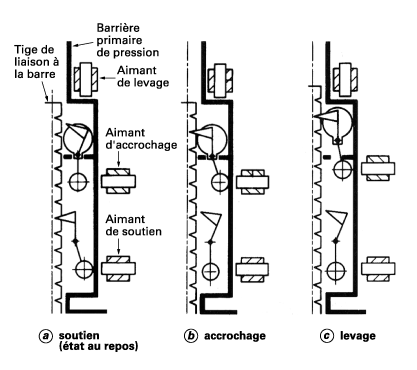 Barrière
primaire
de pression
Tige de
liaison à
la barre
Aimant
de levage
Aimant
d'accrochage
Aimant
de soutien
a soutien
(état au repos)
b accrochage
c levage